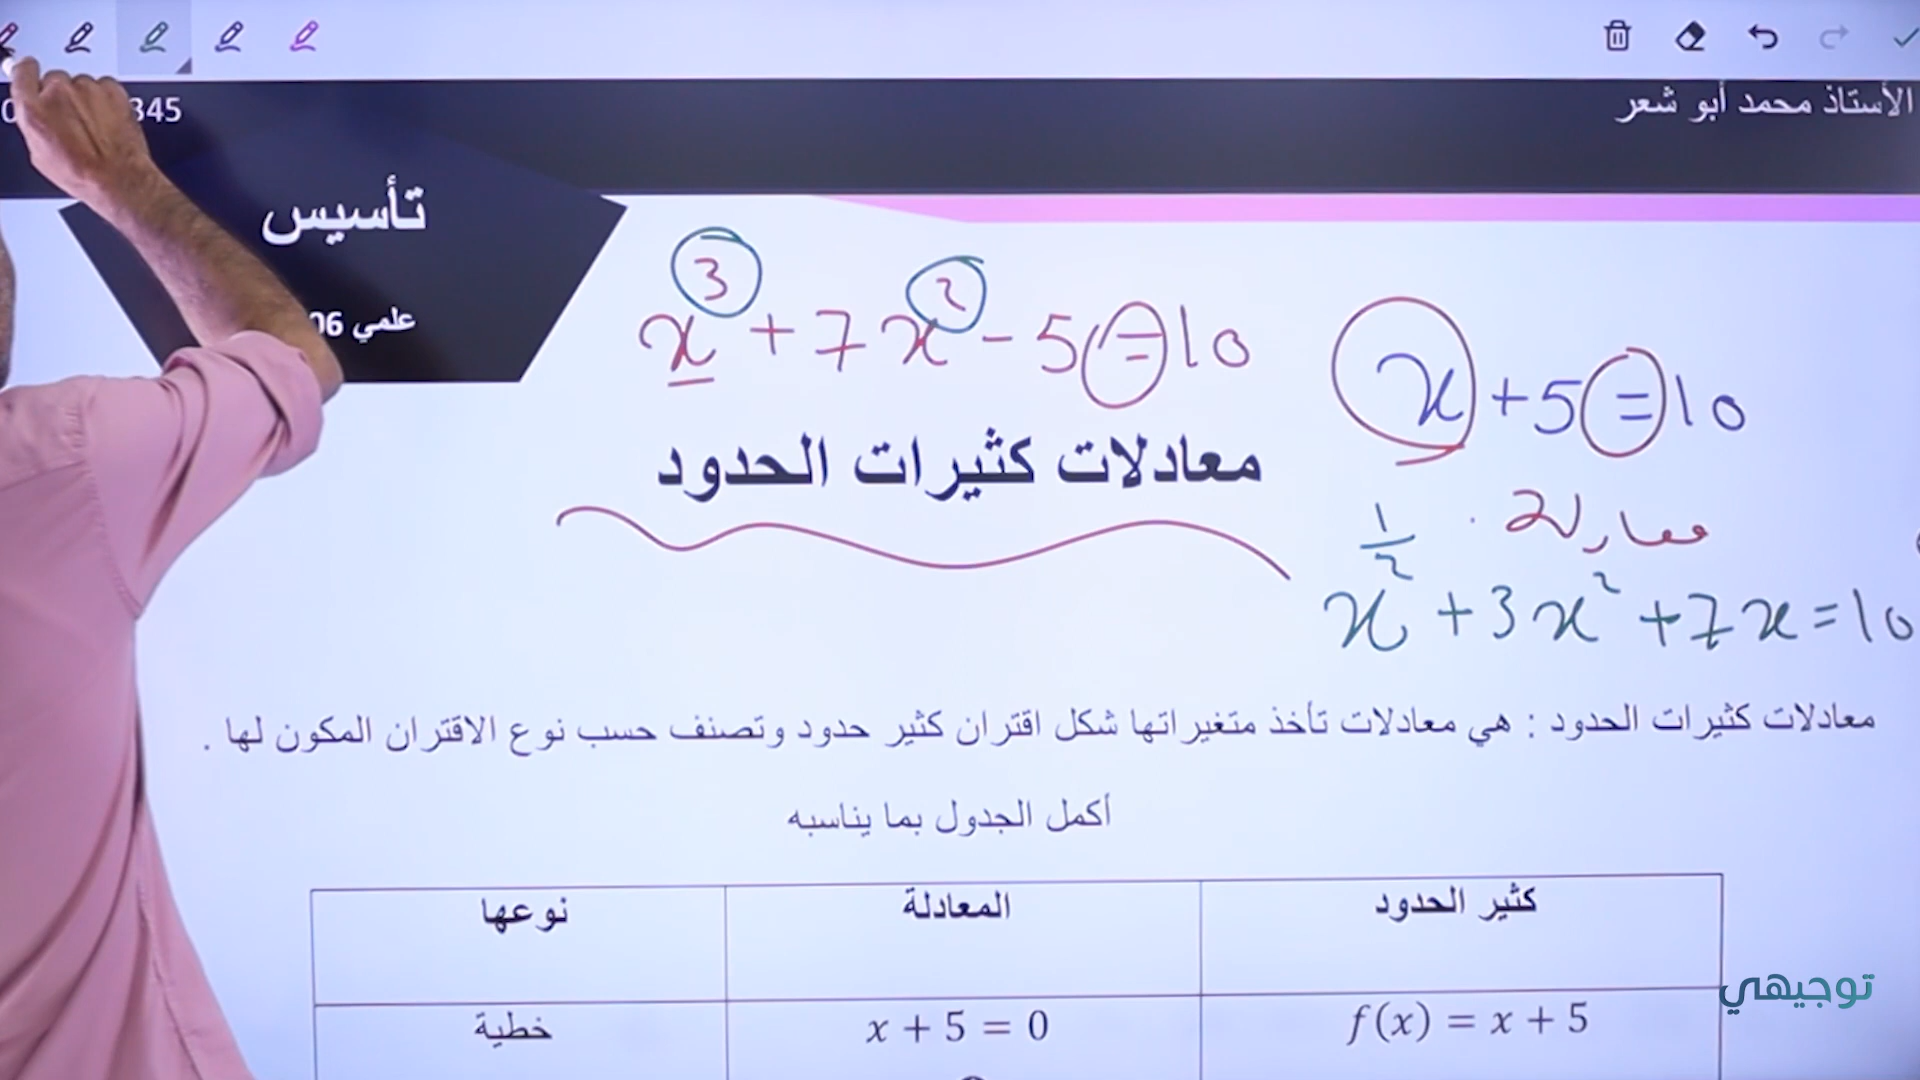 الأستاذ محمد أبو شعر
345
تأسيس
علمي 06
x³ + 7x² - 5 = 10
x + 5 = 10
معادلات كثيرات الحدود
معادلة
x^½ + 3x² + 7x = 10
معادلات كثيرات الحدود : هي معادلات تأخذ متغيراتها شكل اقتران كثير حدود وتصنف حسب نوع الاقتران المكون لها .
أكمل الجدول بما يناسبه
كثير الحدود المعادلة نوعها
f(x) = x + 5 x + 5 = 0 خطية
توجيهي